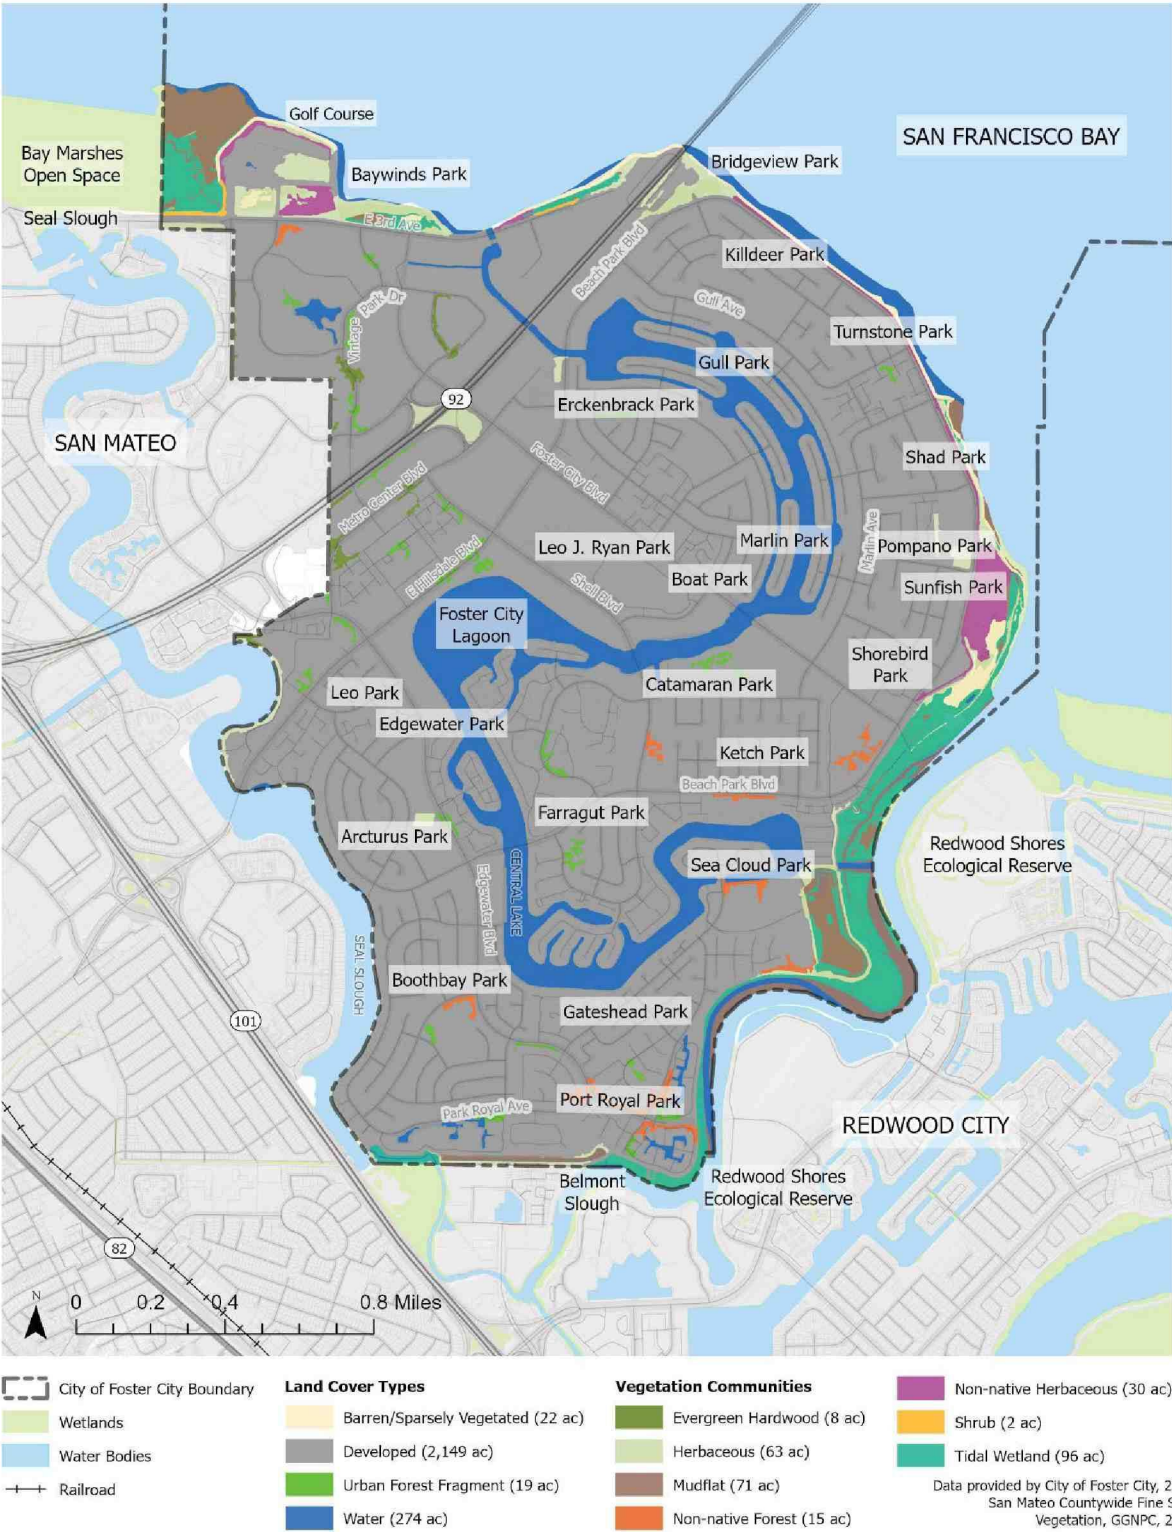 Golf Course
SAN FRANCISCO BAY
Bay Marshes
Open Space
Baywinds Park
Bridgeview Park
Seal Slough
E 3rd Ave
Beach Park Blvd
Killdeer Park
Vintage Park Dr
Gull Ave
Turnstone Park
Gull Park
92
Erckenbrack Park
SAN MATEO
Shad Park
Foster City Blvd
Metro Center Blvd
Marlin Ave
Leo J. Ryan Park
Marlin Park
Pompano Park
E Hillsdale Blvd
Boat Park
Shell Blvd
Sunfish Park
Foster City
Lagoon
Shorebird
Park
Leo Park
Catamaran Park
Edgewater Park
Ketch Park
Beach Park Blvd
Farragut Park
Arcturus Park
Redwood Shores
Ecological Reserve
Sea Cloud Park
CENTRAL LAKE
Edgewater Blvd
SEAL SLOUGH
Boothbay Park
Gateshead Park
101
Port Royal Park
Park Royal Ave
REDWOOD CITY
Belmont
Slough
Redwood Shores
Ecological Reserve
82
N
0 0.2 0.4 0.8 Miles
City of Foster City Boundary
Wetlands
Water Bodies
Railroad
Land Cover Types
Barren/Sparsely Vegetated (22 ac)
Developed (2,149 ac)
Urban Forest Fragment (19 ac)
Water (274 ac)
Vegetation Communities
Evergreen Hardwood (8 ac)
Herbaceous (63 ac)
Mudflat (71 ac)
Non-native Forest (15 ac)
Non-native Herbaceous (30 ac)
Shrub (2 ac)
Tidal Wetland (96 ac)
Data provided by City of Foster City, 2
San Mateo Countywide Fine S
Vegetation, GGNPC, 2